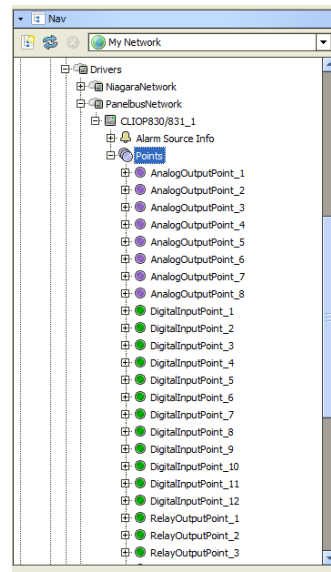 Nav
My Network
Drivers
NiagaraNetwork
PanelbusNetwork
CLIOP830/831_1
Alarm Source Info
Points
AnalogOutputPoint_1
AnalogOutputPoint_2
AnalogOutputPoint_3
AnalogOutputPoint_4
AnalogOutputPoint_5
AnalogOutputPoint_6
AnalogOutputPoint_7
AnalogOutputPoint_8
DigitalInputPoint_1
DigitalInputPoint_2
DigitalInputPoint_3
DigitalInputPoint_4
DigitalInputPoint_5
DigitalInputPoint_6
DigitalInputPoint_7
DigitalInputPoint_8
DigitalInputPoint_9
DigitalInputPoint_10
DigitalInputPoint_11
DigitalInputPoint_12
RelayOutputPoint_1
RelayOutputPoint_2
RelayOutputPoint_3